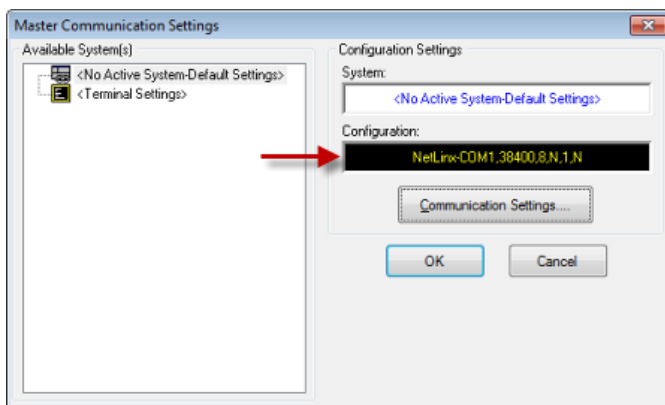 Master Communication Settings
Available System(s)
<No Active System-Default Settings>
<Terminal Settings>
Configuration Settings
System:
<No Active System-Default Settings>
Configuration:
NetLinx-COM1,38400,8,N,1,N
Communication Settings....
OK
Cancel